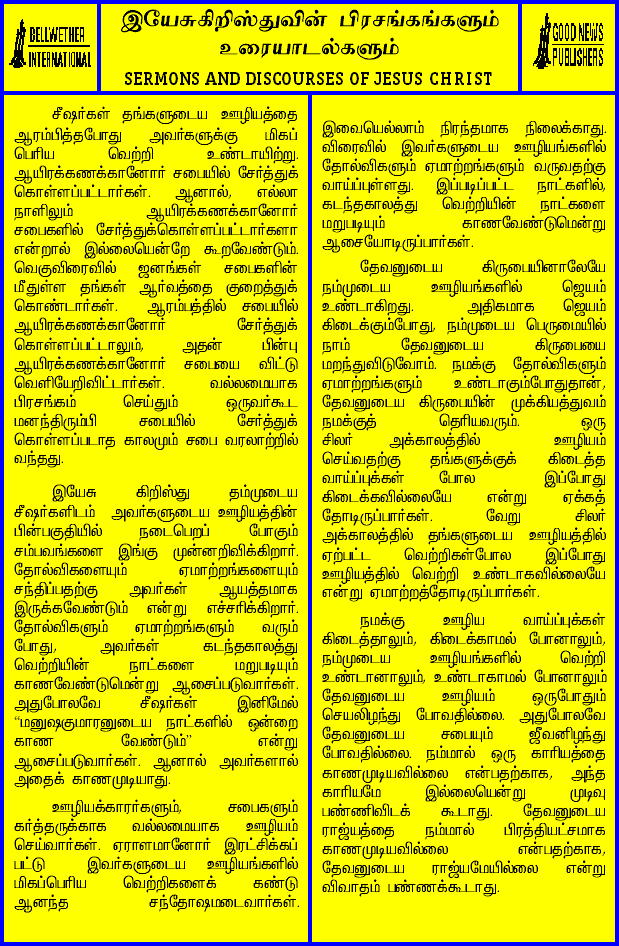 BELLWETHER
INTERNATIONAL
இயேசுகிறிஸ்துவின் பிரசங்கங்களும்
உரையாடல்களும்
SERMONS AND DISCOURSES OF JESUS CHRIST
GOOD NEWS
PUBLISHERS
சீஷர்கள் தங்களுடைய ஊழியத்தை
ஆரம்பித்தபோது அவர்களுக்கு மிகப்
பெரிய வெற்றி உண்டாயிற்று.
ஆயிரக்கணக்கானோர் சபையில் சேர்த்துக்
கொள்ளப்பட்டார்கள். ஆனால், எல்லா
நாளிலும் ஆயிரக்கணக்கானோர்
சபைகளில் சேர்த்துக்கொள்ளப்பட்டார்களா
என்றால் இல்லையென்றே கூறவேண்டும்.
வெகுவிரைவில் ஜனங்கள் சபைகளின்
மீதுள்ள தங்கள் ஆர்வத்தை குறைத்துக்
கொண்டார்கள். ஆரம்பத்தில் சபையில்
ஆயிரக்கணக்கானோர் சேர்த்துக்
கொள்ளப்பட்டாலும், அதன் பின்பு
ஆயிரக்கணக்கானோர் சபையை விட்டு
வெளியேறிவிட்டார்கள். வல்லமையாக
பிரசங்கம் செய்தும் ஒருவர்கூட
மனந்திரும்பி சபையில் சேர்த்துக்
கொள்ளப்படாத காலமும் சபை வரலாற்றில்
வந்தது.
இயேசு கிறிஸ்து தம்முடைய
சீஷர்களிடம் அவர்களுடைய ஊழியத்தின்
பின்பகுதியில் நடைபெறப் போகும்
சம்பவங்களை இங்கு முன்னறிவிக்கிறார்.
தோல்விகளையும் ஏமாற்றங்களையும்
சந்திப்பதற்கு அவர்கள் ஆயத்தமாக
இருக்கவேண்டும் என்று எச்சரிக்கிறார்.
தோல்விகளும் ஏமாற்றங்களும் வரும்
போது, அவர்கள் கடந்தகாலத்து
வெற்றியின் நாட்களை மறுபடியும்
காணவேண்டுமென்று ஆசைப்படுவார்கள்.
அதுபோலவே சீஷர்கள் இனிமேல்
“மனுஷகுமாரனுடைய நாட்களில் ஒன்றை
காண வேண்டும்” என்று
ஆசைப்படுவார்கள். ஆனால் அவர்களால்
அதைக் காணமுடியாது.
ஊழியக்காரர்களும், சபைகளும்
கர்த்தருக்காக வல்லமையாக ஊழியம்
செய்வார்கள். ஏராளமானோர் இரட்சிக்கப்
பட்டு இவர்களுடைய ஊழியங்களில்
மிகப்பெரிய வெற்றிகளைக் கண்டு
ஆனந்த சந்தோஷமடைவார்கள்.
இவையெல்லாம் நிரந்தமாக நிலைக்காது.
விரைவில் இவர்களுடைய ஊழியங்களில்
தோல்விகளும் ஏமாற்றங்களும் வருவதற்கு
வாய்ப்புள்ளது. இப்படிப்பட்ட நாட்களில்,
கடந்தகாலத்து வெற்றியின் நாட்களை
மறுபடியும் காணவேண்டுமென்று
ஆசையோடிருப்பார்கள்.
தேவனுடைய கிருபையினாலேயே
நம்முடைய ஊழியங்களில் ஜெயம்
உண்டாகிறது. அதிகமாக ஜெயம்
கிடைக்கும்போது, நம்முடைய பெருமையில்
நாம் தேவனுடைய கிருபையை
மறந்துவிடுவோம். நமக்கு தோல்விகளும்
ஏமாற்றங்களும் உண்டாகும்போதுதான்,
தேவனுடைய கிருபையின் முக்கியத்துவம்
நமக்குத் தெரியவரும். ஒரு
சிலர் அக்காலத்தில் ஊழியம்
செய்வதற்கு தங்களுக்குக் கிடைத்த
வாய்ப்புக்கள் போல இப்போது
கிடைக்கவில்லையே என்று ஏக்கத்
தோடிருப்பார்கள். வேறு சிலர்
அக்காலத்தில் தங்களுடைய ஊழியத்தில்
ஏற்பட்ட வெற்றிகள்போல இப்போது
ஊழியத்தில் வெற்றி உண்டாகவில்லையே
என்று ஏமாற்றத்தோடிருப்பார்கள்.
நமக்கு ஊழிய வாய்ப்புக்கள்
கிடைத்தாலும், கிடைக்காமல் போனாலும்,
நம்முடைய ஊழியங்களில் வெற்றி
உண்டானாலும், உண்டாகாமல் போனாலும்
தேவனுடைய ஊழியம் ஒருபோதும்
செயலிழந்து போவதில்லை. அதுபோலவே
தேவனுடைய சபையும் ஜீவனிழந்து
போவதில்லை. நம்மால் ஒரு காரியத்தை
காணமுடியவில்லை என்பதற்காக, அந்த
காரியமே இல்லையென்று முடிவு
பண்ணிவிடக் கூடாது. தேவனுடைய
ராஜ்யத்தை நம்மால் பிரத்தியட்சமாக
காணமுடியவில்லை என்பதற்காக,
தேவனுடைய ராஜ்யமேயில்லை என்று
விவாதம் பண்ணக்கூடாது.